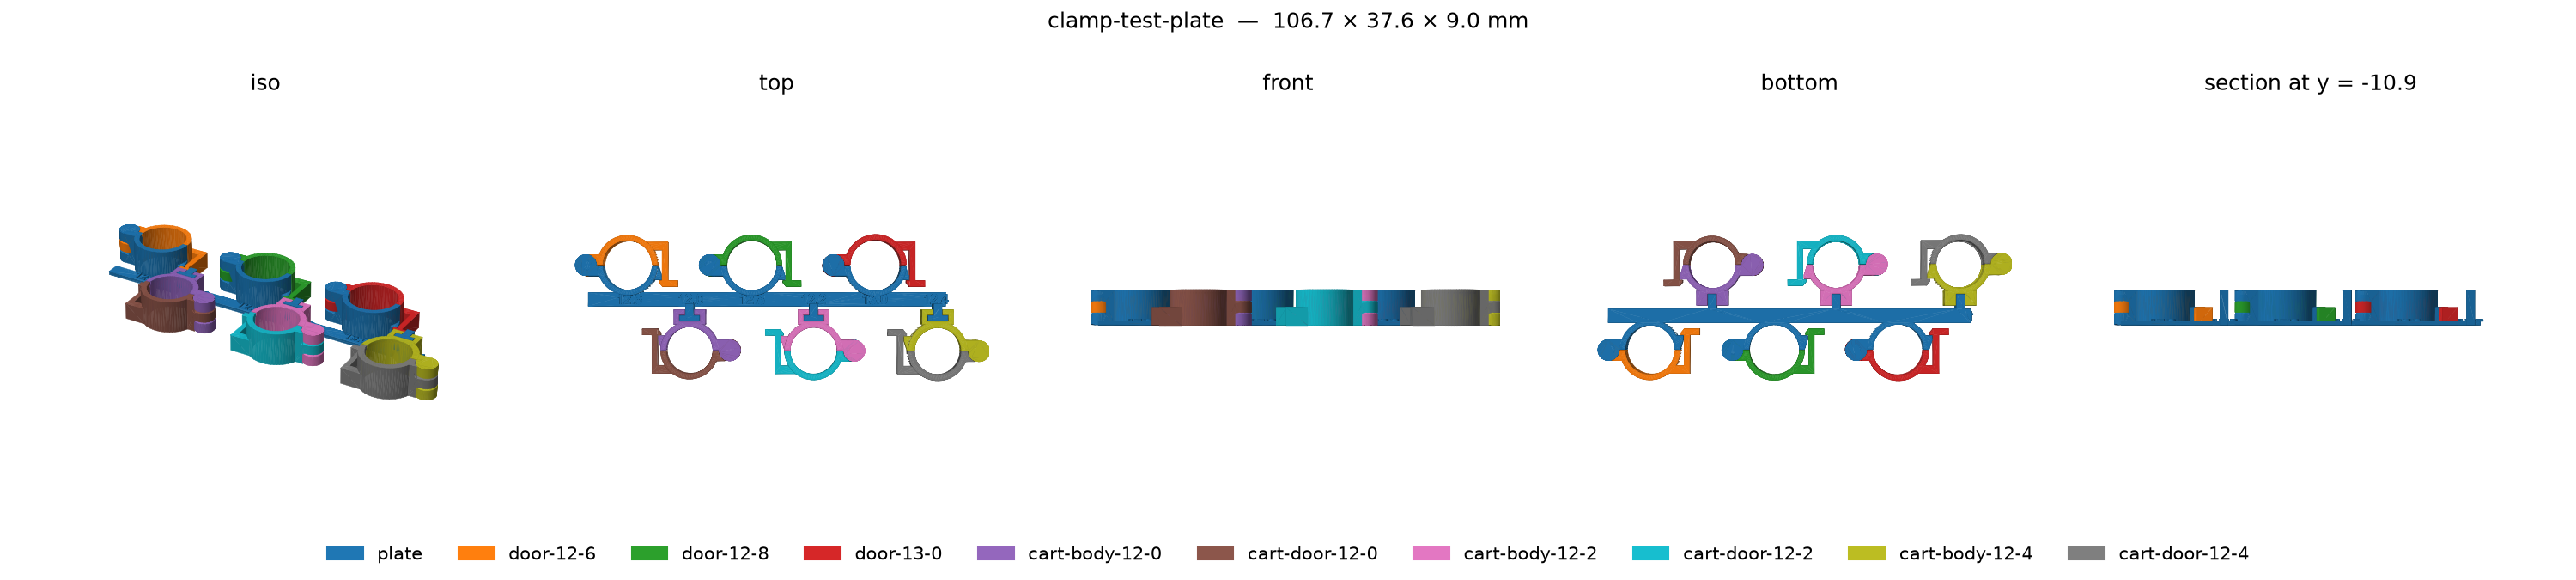 clamp-test-plate — 106.7 × 37.6 × 9.0 mm
iso
top
front
bottom
section at y = -10.9
plate
door-12-6
door-12-8
door-13-0
cart-body-12-0
cart-door-12-0
cart-body-12-2
cart-door-12-2
cart-body-12-4
cart-door-12-4